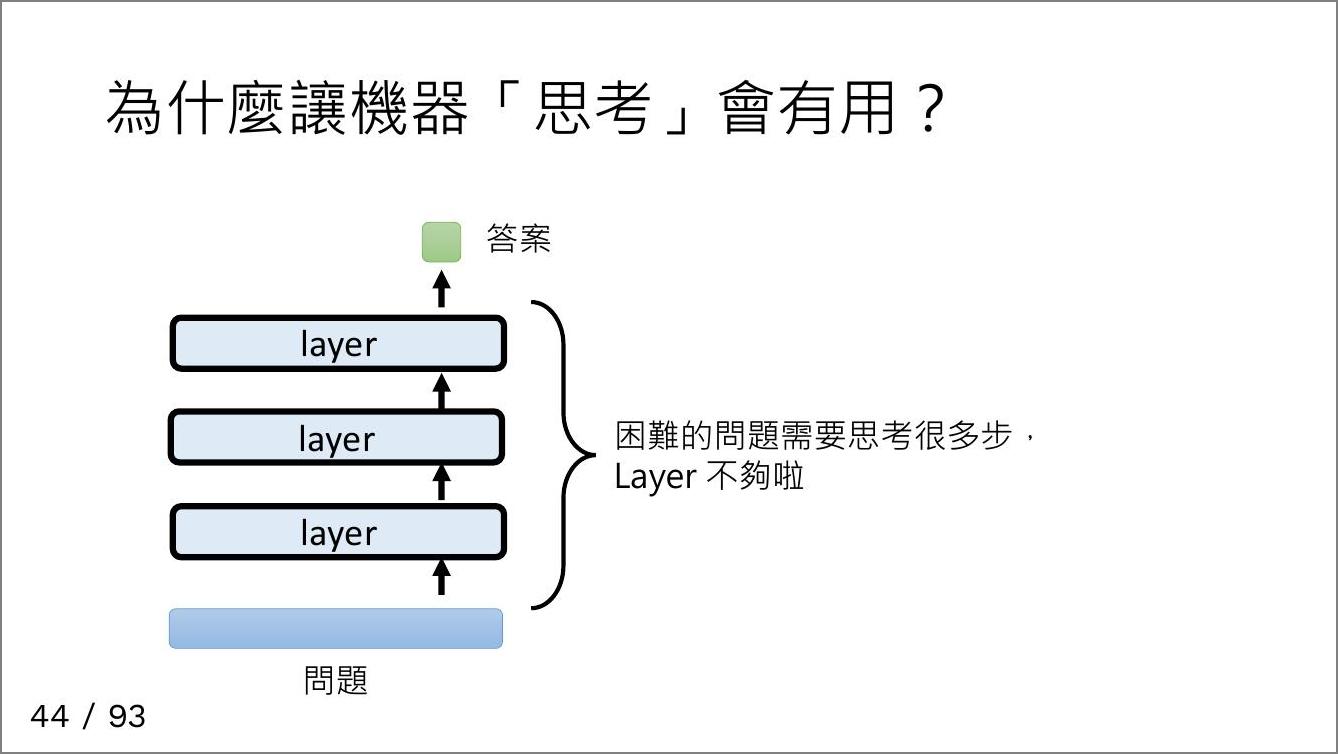 為什麼讓機器「思考」會有用？
答案
layer
layer
layer
困難的問題需要思考很多步，
Layer 不夠啦
問題
44 / 93